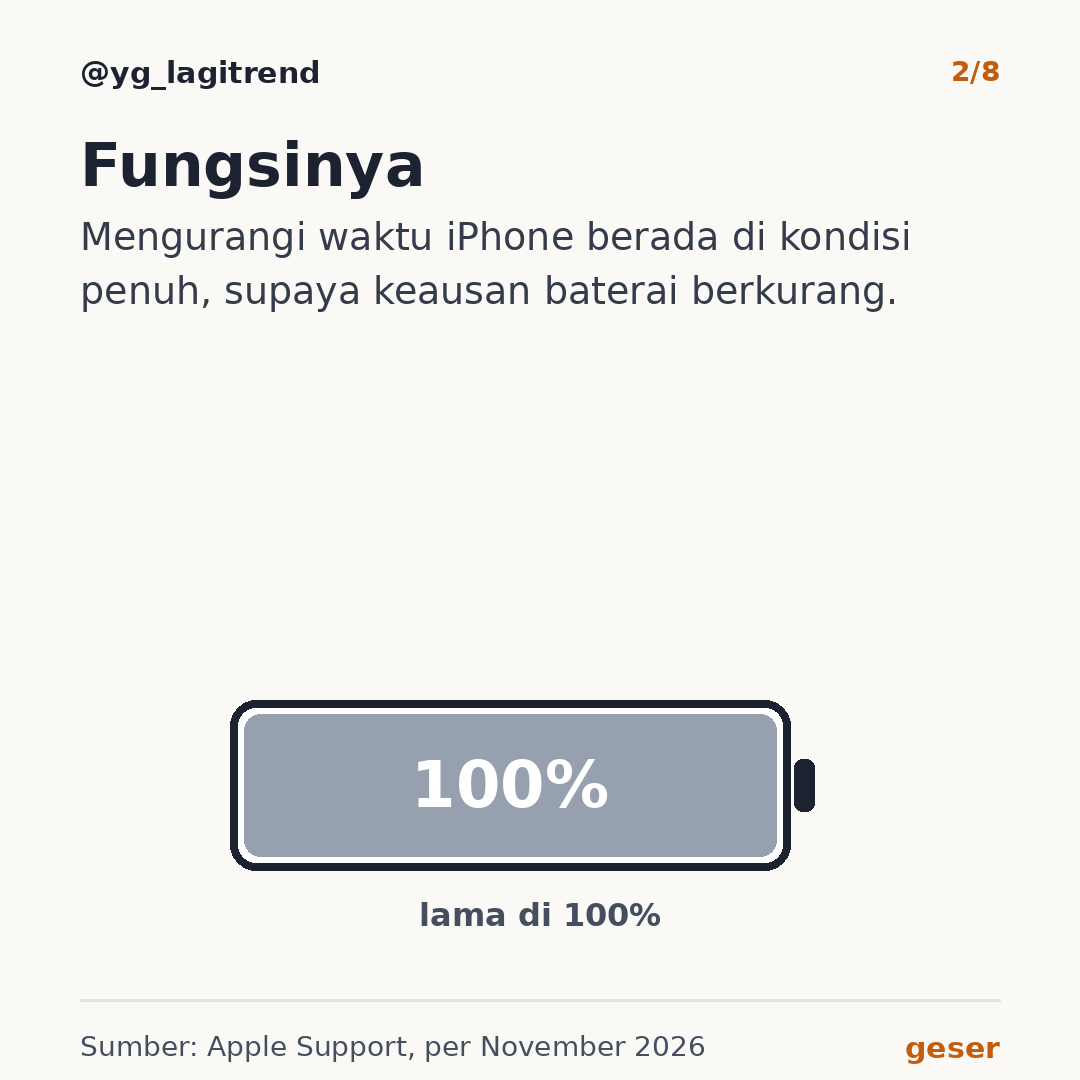 @yg_lagitrend
2/8
Fungsinya
Mengurangi waktu iPhone berada di kondisi
penuh, supaya keausan baterai berkurang.
100%
lama di 100%
Sumber: Apple Support, per November 2026
geser